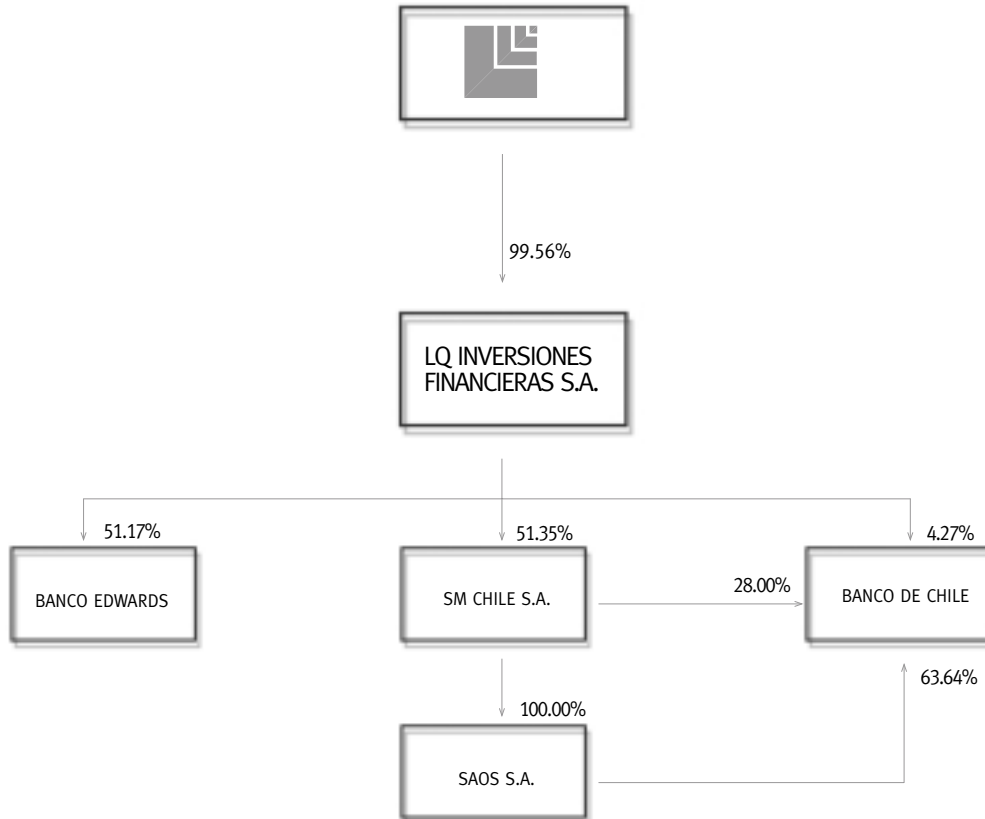 99.56%
LQ INVERSIONES
FINANCIERAS S.A.
51.17%
51.35%
4.27%
BANCO EDWARDS
SM CHILE S.A.
28.00%
BANCO DE CHILE
63.64%
100.00%
SAOS S.A.